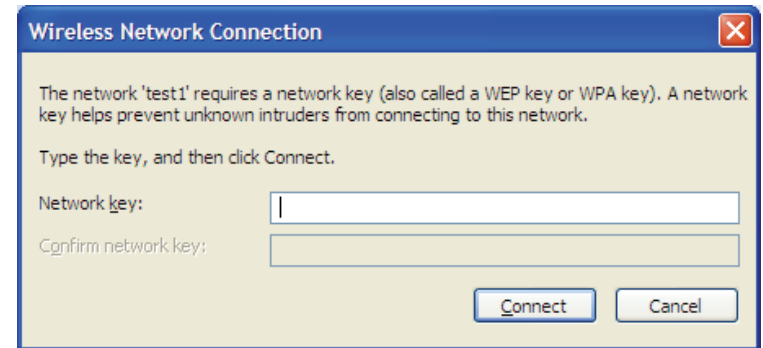 Wireless Network Connection
The network 'test1' requires a network key (also called a WEP key or WPA key). A network
key helps prevent unknown intruders from connecting to this network.
Type the key, and then click Connect.
Network key:
Confirm network key:
Connect Cancel